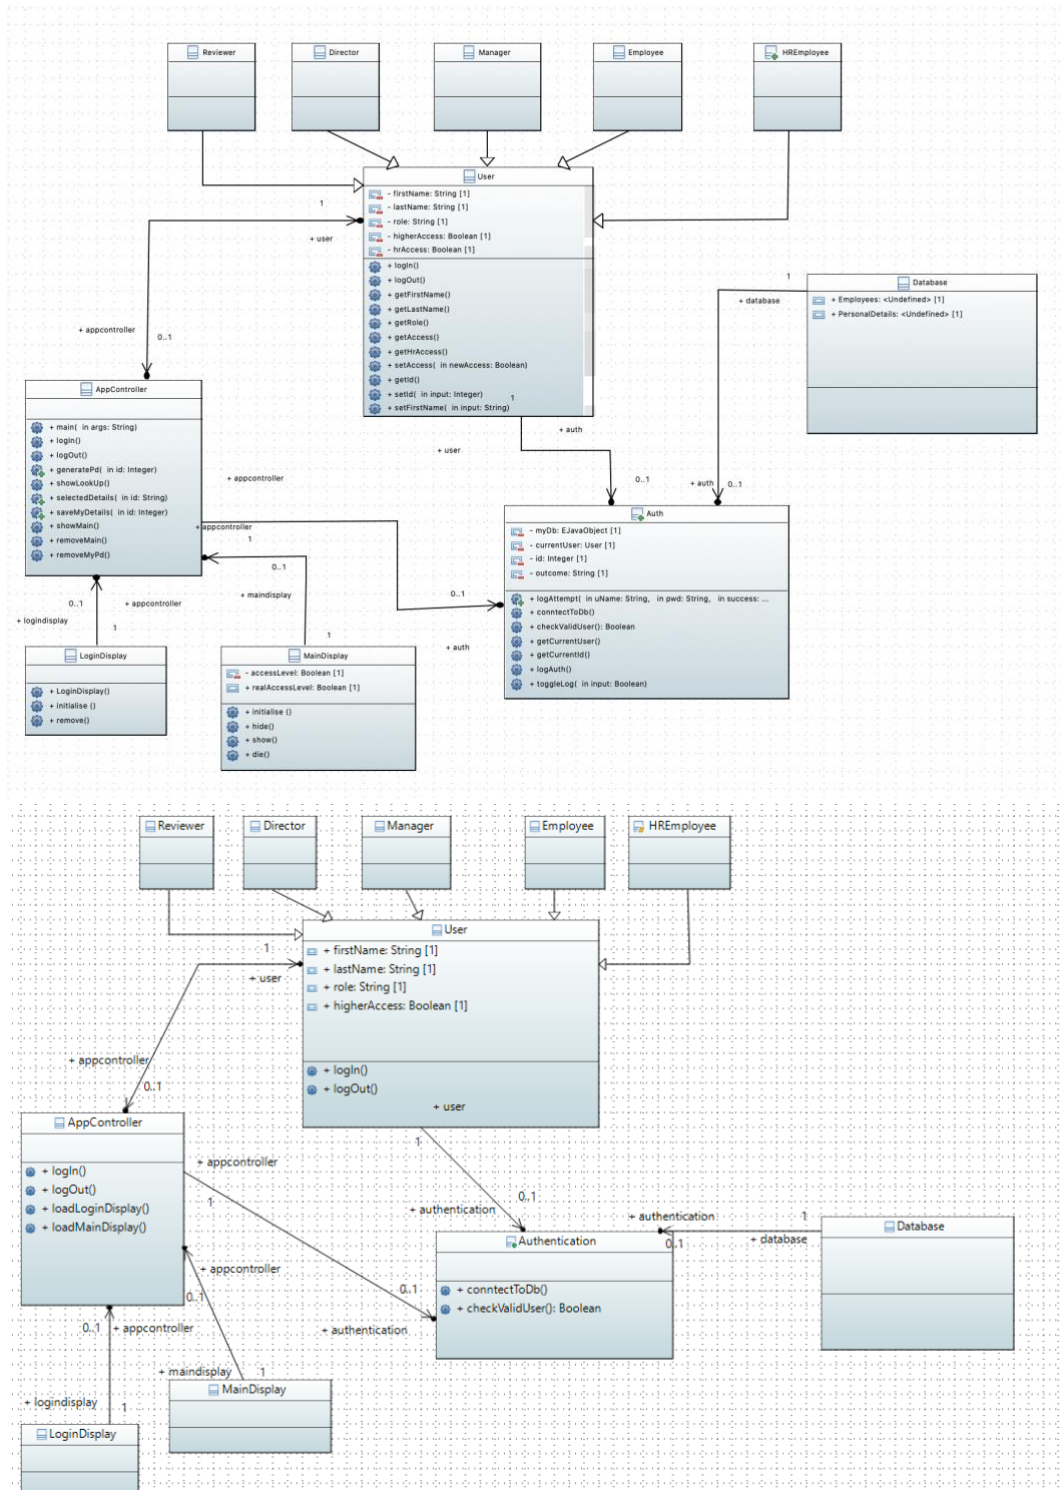 Reviewer
Director
Manager
Employee
HREmployee
User
- firstName: String [1]
- lastName: String [1]
- role: String [1]
- higherAccess: Boolean [1]
- hrAccess: Boolean [1]
+ logIn()
+ logOut()
+ getFirstName()
+ getLastName()
+ getRole()
+ getAccess()
+ getHrAccess()
+ setAccess( in newAccess: Boolean)
+ getId()
+ setId( in input: Integer)
+ setFirstName( in input: String)
1
+ user
+ appcontroller
0..1
1
+ database
Database
+ Employees: <Undefined> [1]
+ PersonalDetails: <Undefined> [1]
AppController
+ main( in args: String)
+ logIn()
+ logOut()
+ generatePd( in id: Integer)
+ showLookUp()
+ selectedDetails( in id: String)
+ saveMyDetails( in id: Integer)
+ showMain()
+ removeMain()
+ removeMyPd()
1
+ auth
+ user
0..1
+ auth
0..1
+ appcontroller
+ appcontroller
1
0..1
+ maindisplay
1
0..1
+ auth
Auth
- myDb: EJavaObject [1]
- currentUser: User [1]
- id: Integer [1]
- outcome: String [1]
+ logAttempt( in uName: String, in pwd: String, in success: ...
+ conntectToDb()
+ checkValidUser(): Boolean
+ getCurrentUser()
+ getCurrentId()
+ logAuth()
+ toggleLog( in input: Boolean)
0..1
+ appcontroller
+ logindisplay
1
LoginDisplay
+ LoginDisplay()
+ initialise ()
+ remove()
MainDisplay
- accessLevel: Boolean [1]
+ realAccessLevel: Boolean [1]
+ initialise ()
+ hide()
+ show()
+ die()
Reviewer
Director
Manager
Employee
HREmployee
User
+ firstName: String [1]
+ lastName: String [1]
+ role: String [1]
+ higherAccess: Boolean [1]
+ logIn()
+ logOut()
+ user
1
+ user
+ appcontroller
0..1
AppController
+ logIn()
+ logOut()
+ loadLoginDisplay()
+ loadMainDisplay()
+ appcontroller
1
1
0..1
+ authentication
+ authentication
0..1
1
+ database
Database
Authentication
+ conntectToDb()
+ checkValidUser(): Boolean
0..1
+ authentication
+ appcontroller
0..1
0..1
+ appcontroller
+ maindisplay
1
MainDisplay
+ logindisplay
1
LoginDisplay